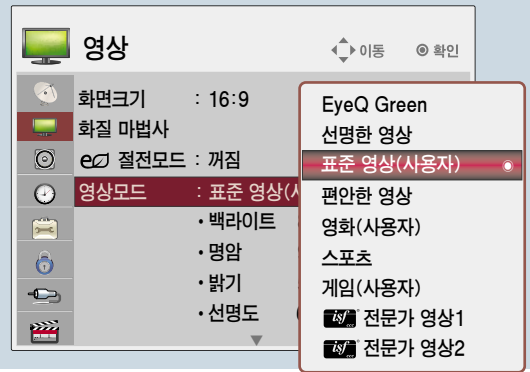 영상
이동 ◉ 확인
화면크기 : 16:9
화질 마법사
e 절전모드 : 꺼짐
영상모드 : 표준 영상(
• 백라이트
• 명암
• 밝기
• 선명도
EyeQ Green
선명한 영상
표준 영상(사용자)
편안한 영상
영화(사용자)
스포츠
게임(사용자)
isf ccc 전문가 영상1
isf ccc 전문가 영상2